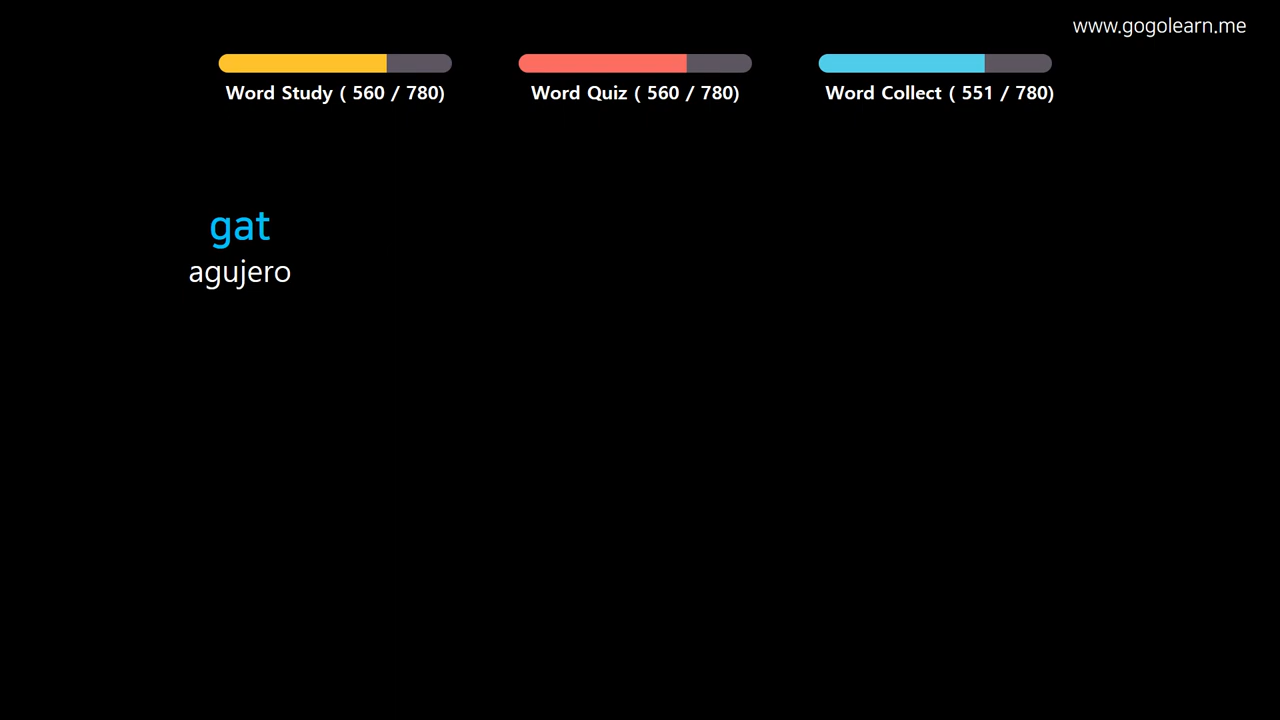 www.gogolearn.me
Word Study ( 560 / 780)
Word Quiz ( 560 / 780)
Word Collect ( 551 / 780)
gat
agujero